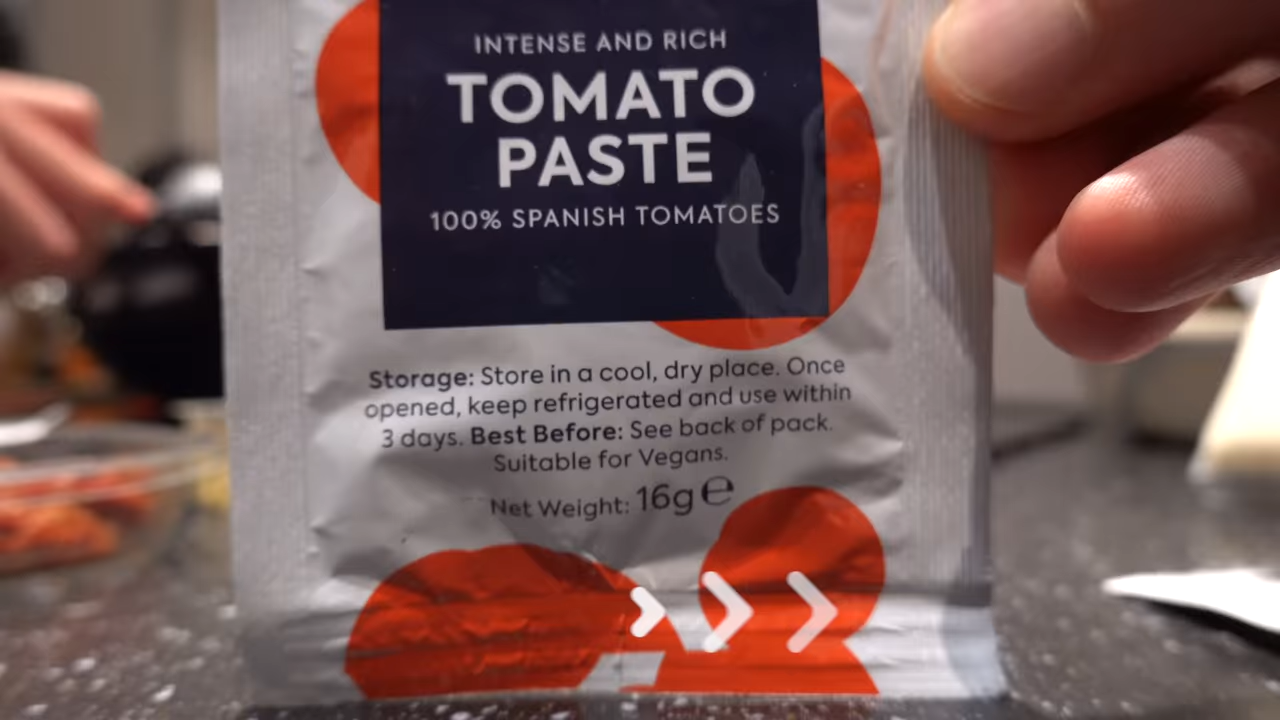 INTENSE AND RICH
TOMATO
PASTE
100% SPANISH TOMATOES
Storage: Store in a cool, dry place. Once
opened, keep refrigerated and use within
3 days. Best Before: See back of pack.
Suitable for Vegans.
Net Weight: 16g ℮